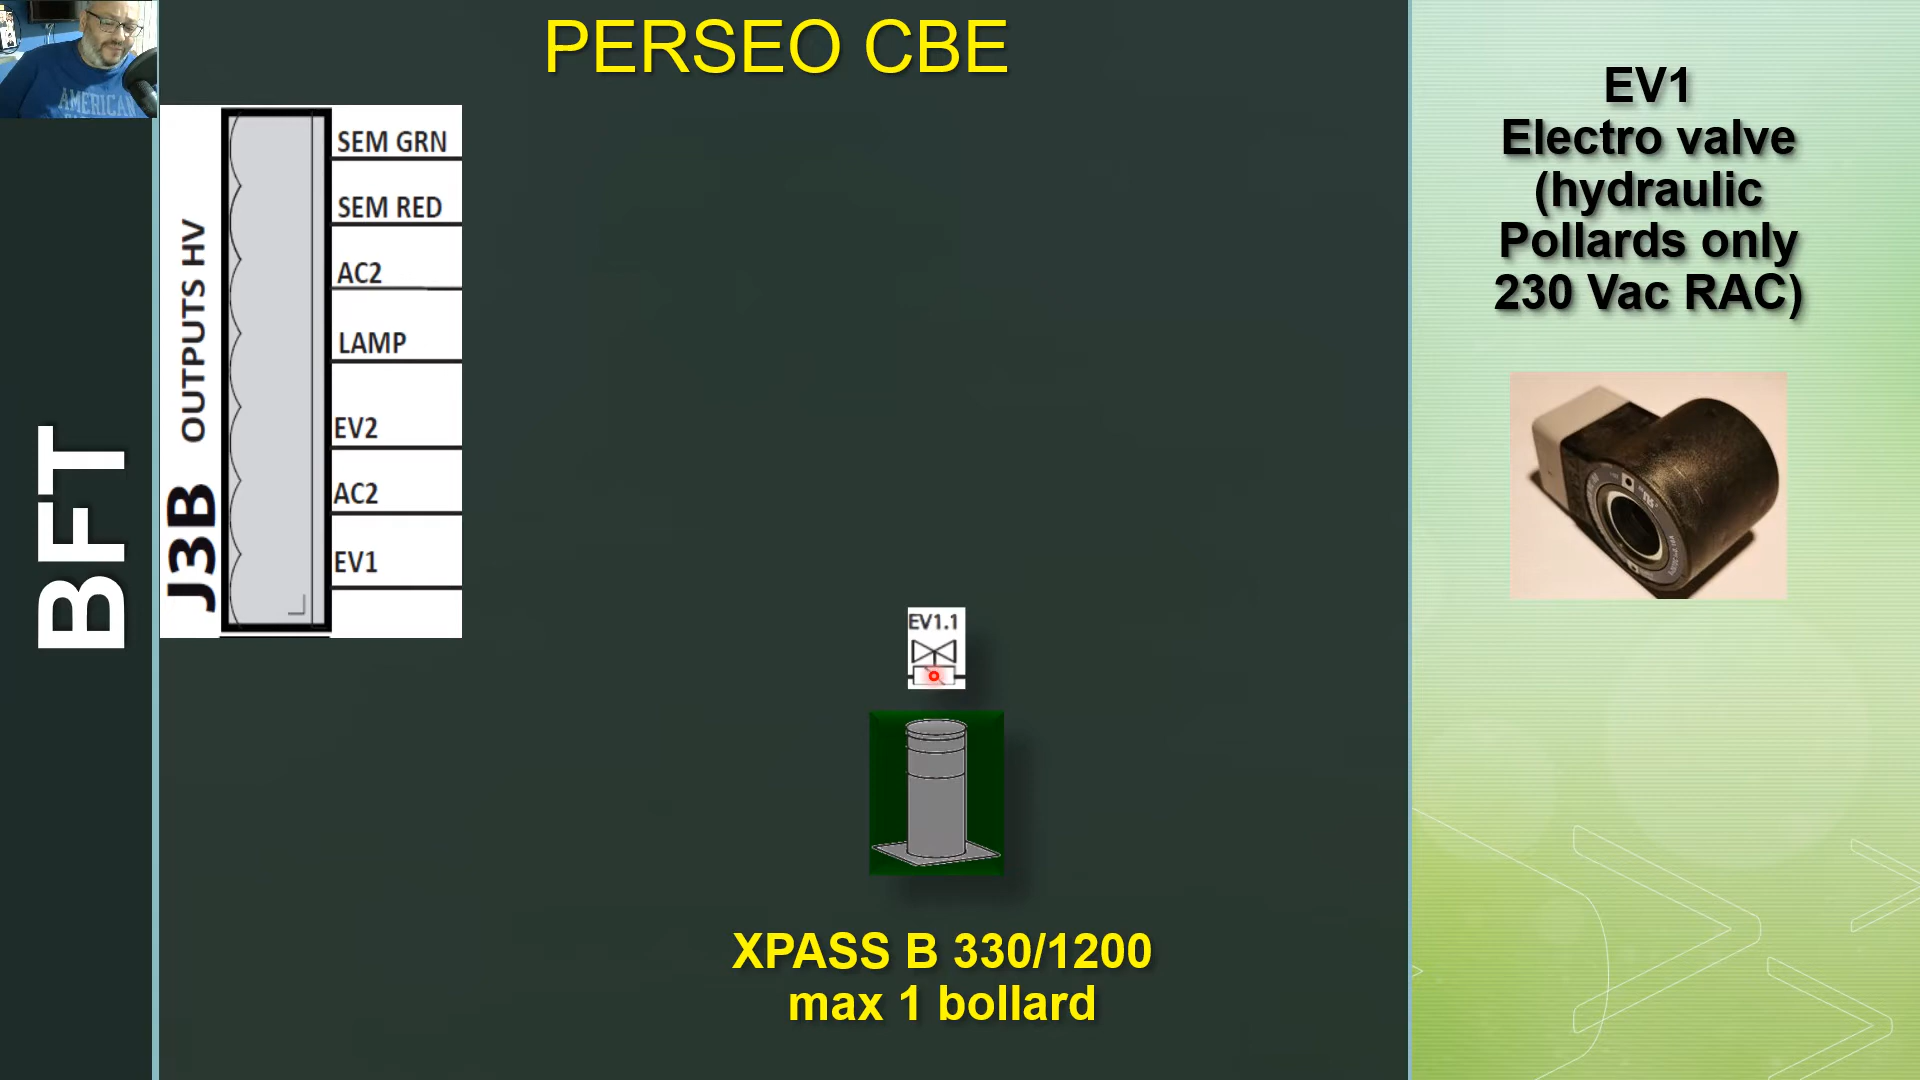 PERSEO CBE
AMERICAN
BFT
J3B OUTPUTS HV
SEM GRN
SEM RED
AC2
LAMP
EV2
AC2
EV1
EV1.1
XPASS B 330/1200
max 1 bollard
EV1
Electro valve
(hydraulic
Pollards only
230 Vac RAC)